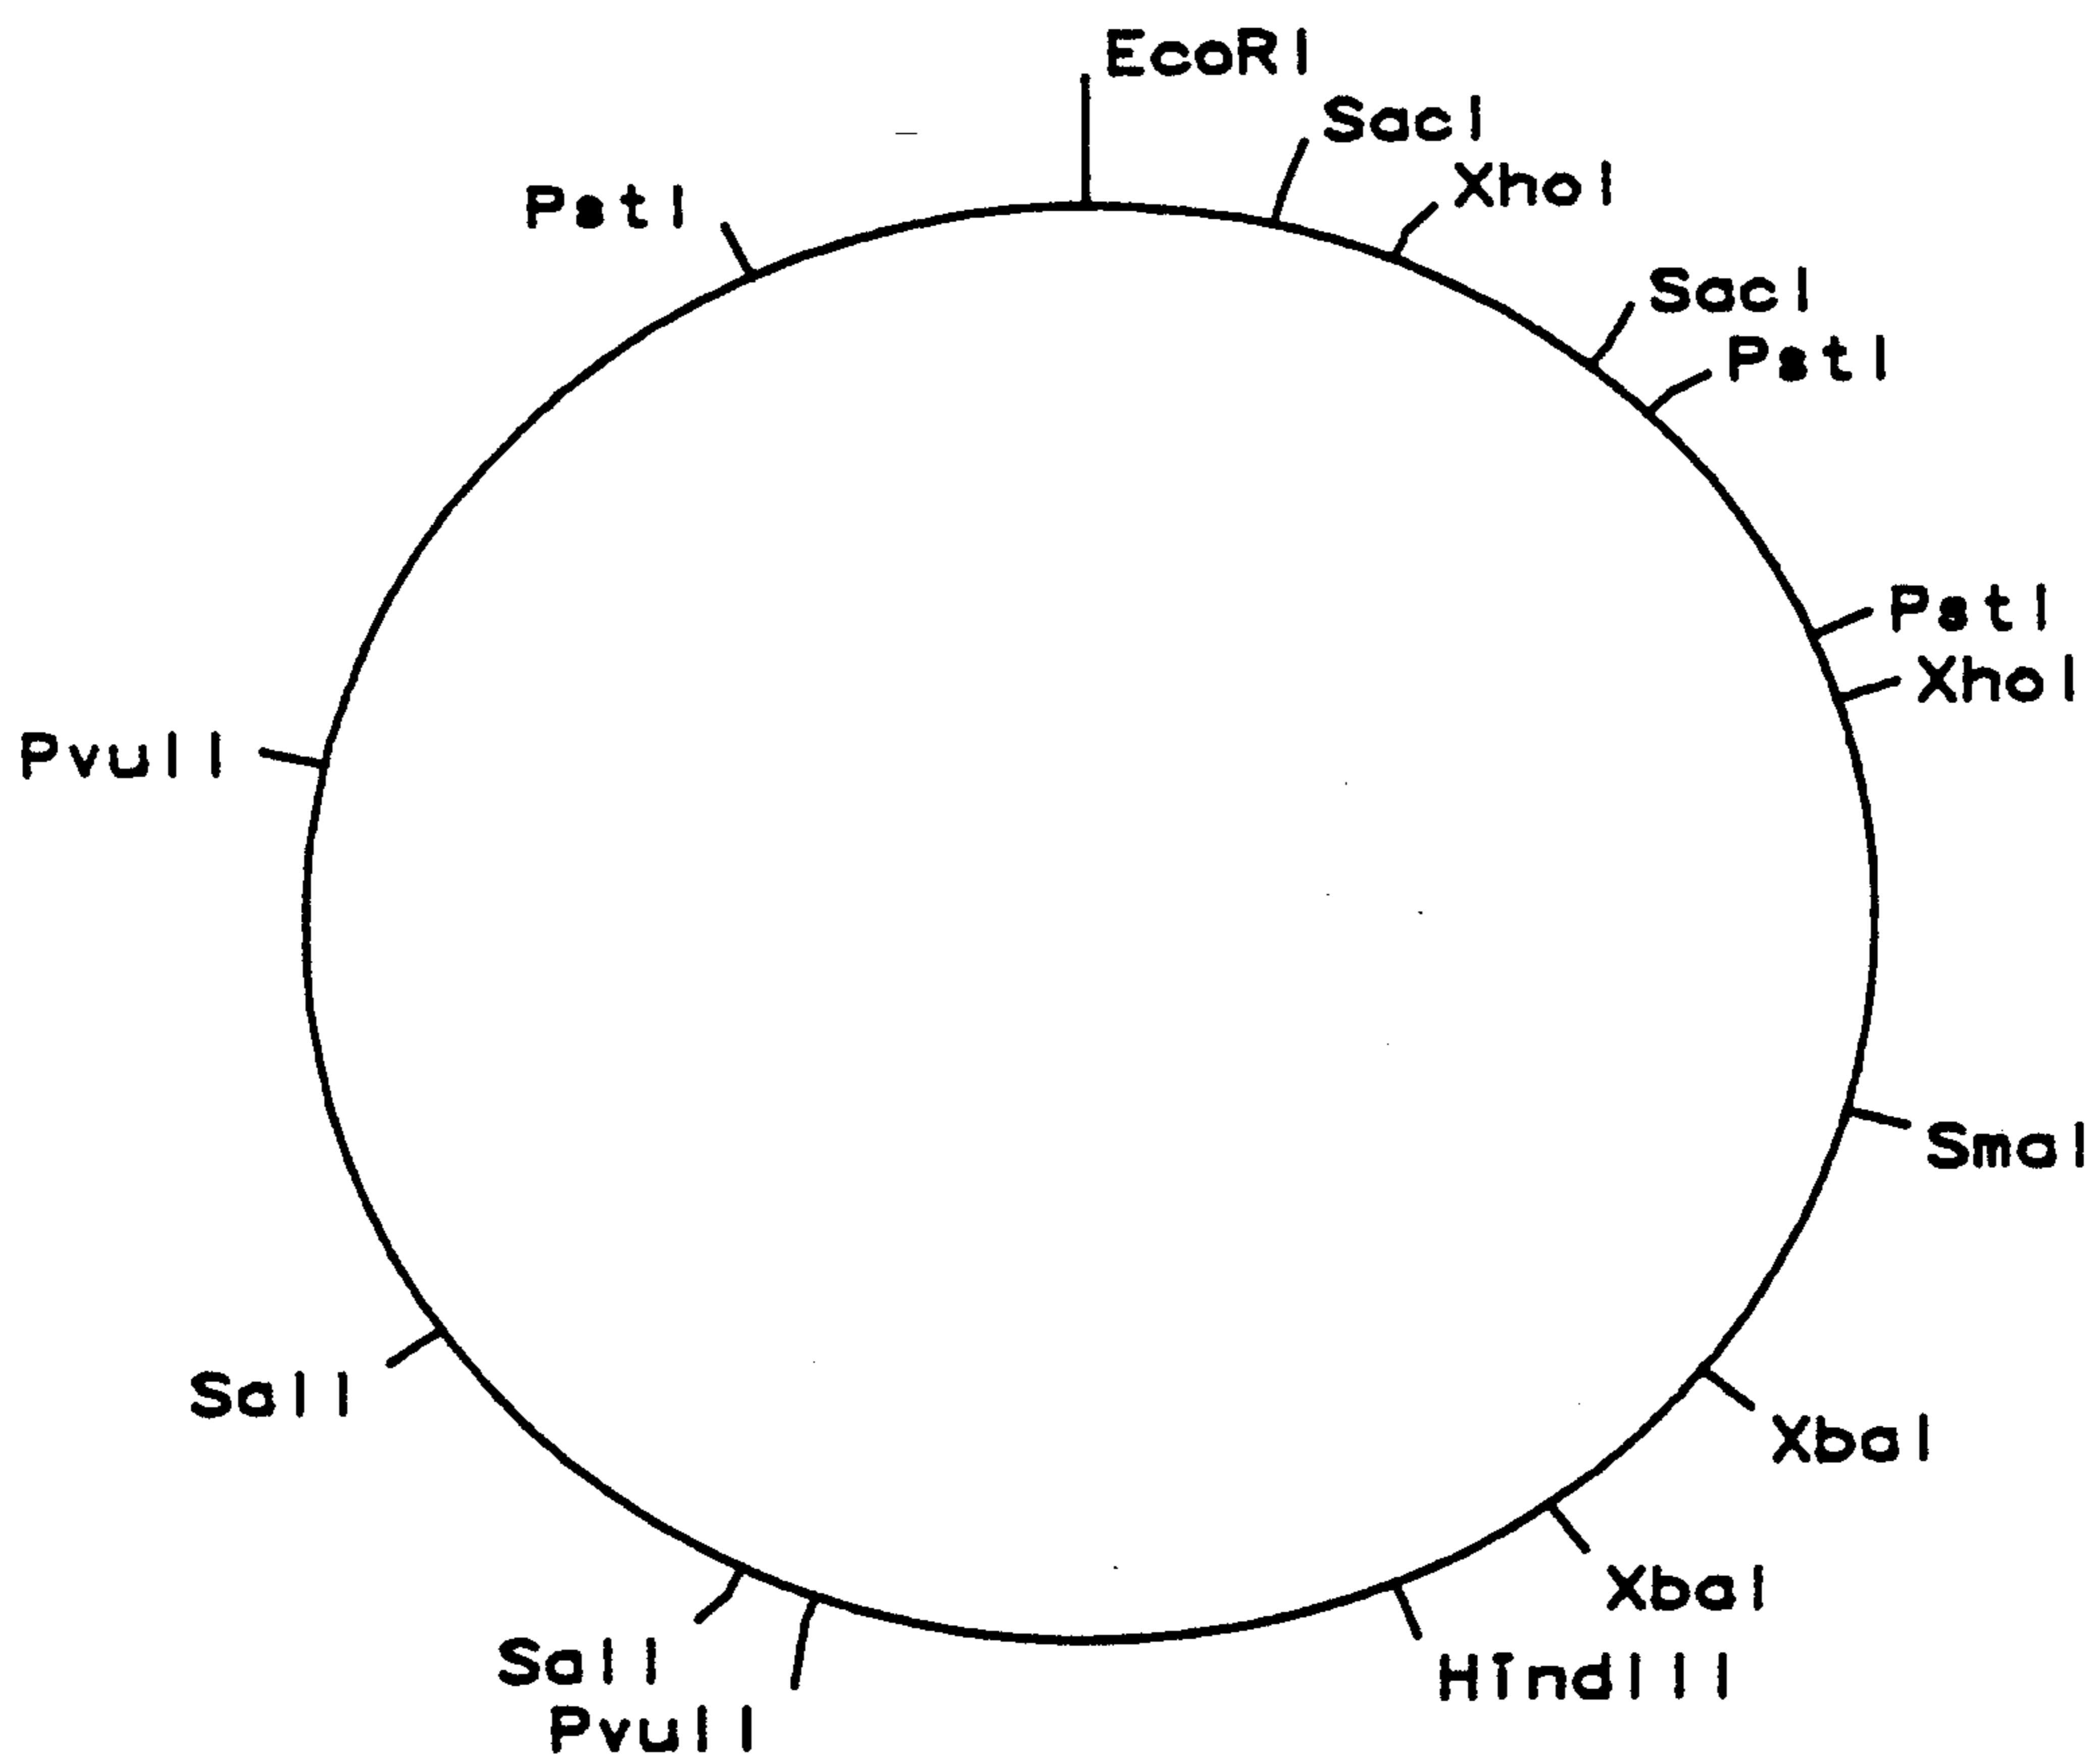 EcoRI
SacI
XhoI
SacI
PstI
PstI
XhoI
SmaI
XbaI
XbaI
HindIII
PvuII
SalI
SalI
PvuII
PstI